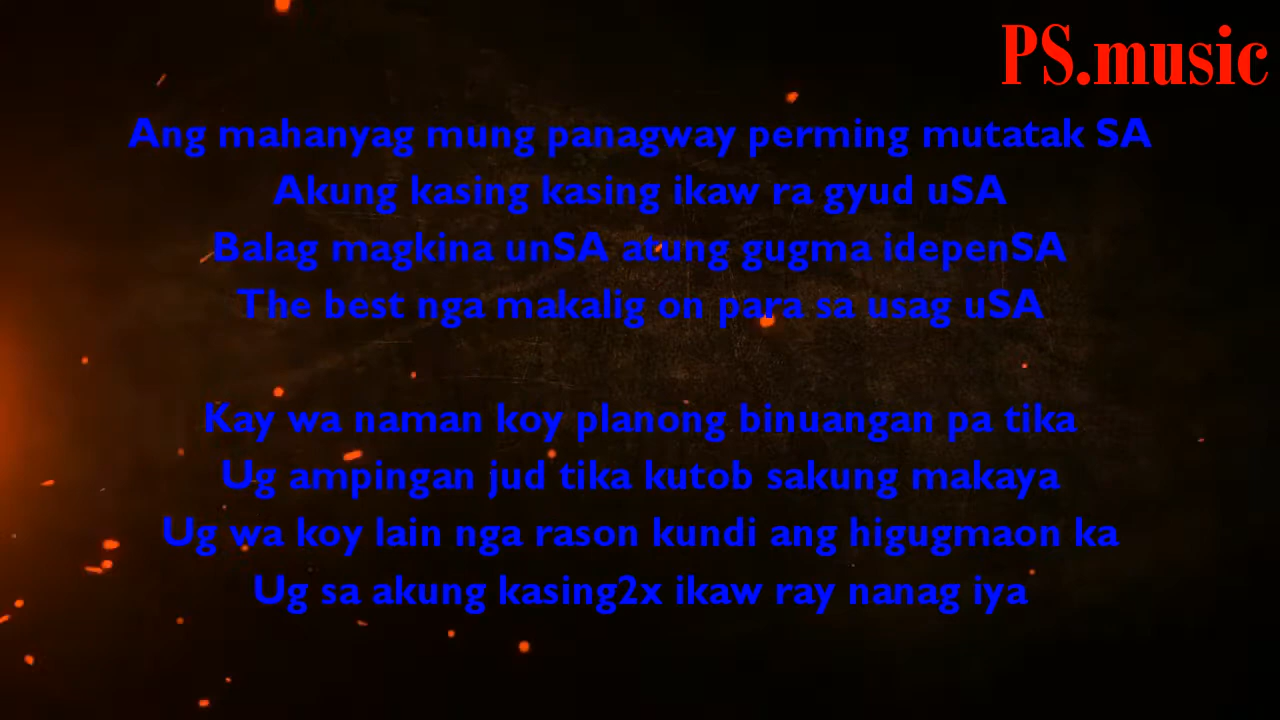 PS.music
Ang mahanyag mung panagway perming mutatak SA
Akung kasing kasing ikaw ra gyud uSA
Balag magkina unSA atung gugma idepenSA
The best nga makalig on para sa usag uSA
Kay wa naman koy planong binuangan pa tika
Ug ampingan jud tika kutob sakung makaya
Ug wa koy lain nga rason kundi ang higugmaon ka
Ug sa akung kasing2x ikaw ray nanag iya